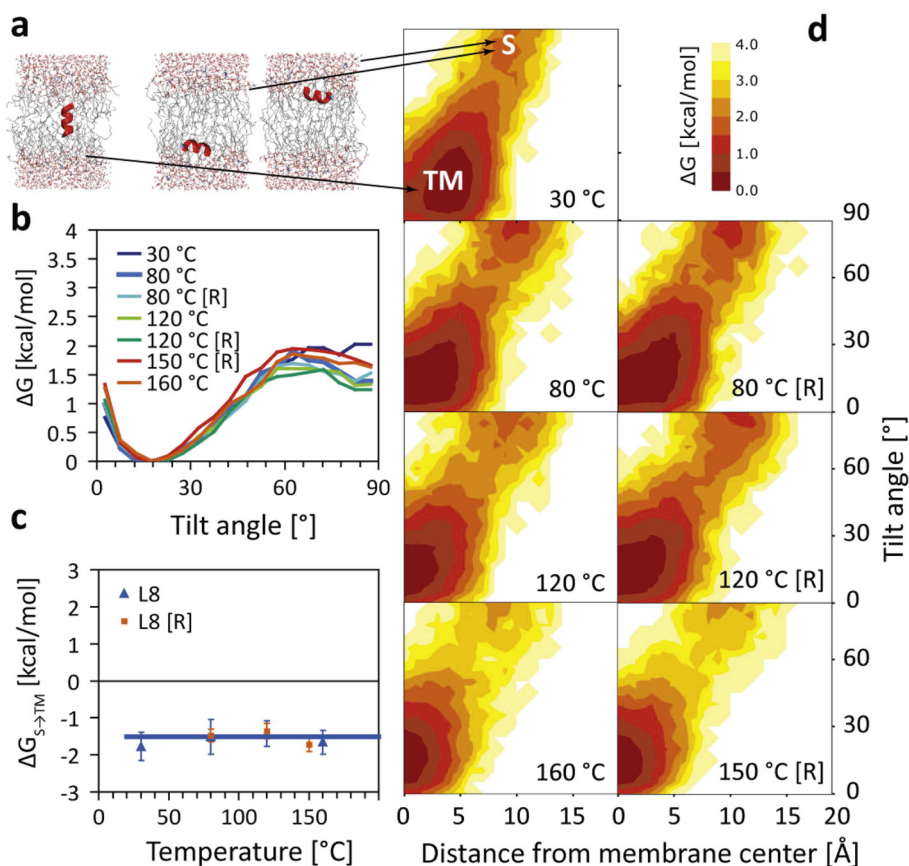 a
d
S
TM
30 °C
ΔG [kcal/mol]
4.0
3.0
2.0
1.0
0.0
b
ΔG [kcal/mol]
4
3.5
3
2.5
2
1.5
1
0.5
0
30 °C
80 °C
80 °C [R]
120 °C
120 °C [R]
150 °C [R]
160 °C
0 30 60 90
Tilt angle [°]
c
ΔG S→TM [kcal/mol]
3
2
1
0
-1
-2
-3
L8
L8 [R]
0 50 100 150
Temperature [°C]
80 °C
80 °C [R]
120 °C
120 °C [R]
160 °C
150 °C [R]
90
60
30
0
60
30
0
60
30
0
Tilt angle [°]
0 5 10 15 0 5 10 15 20
Distance from membrane center [Å]